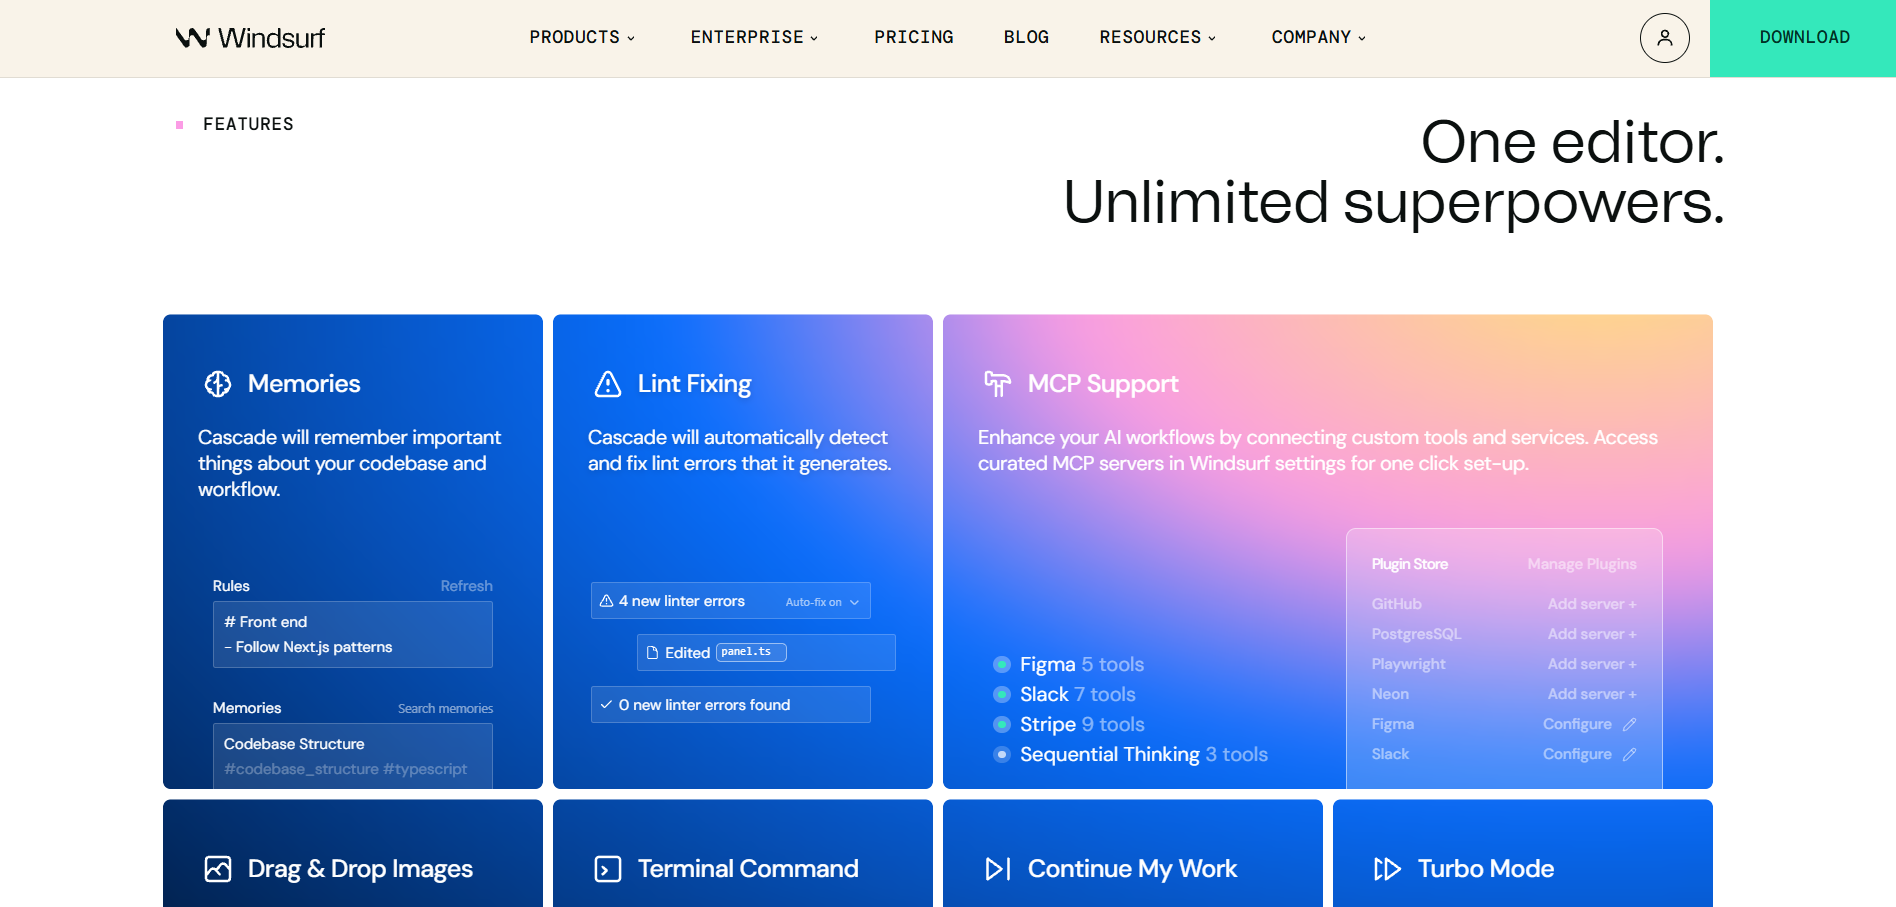 Windsurf
PRODUCTS
ENTERPRISE
PRICING
BLOG
RESOURCES
COMPANY
DOWNLOAD
FEATURES
One editor.
Unlimited superpowers.
Memories
Cascade will remember important
things about your codebase and
workflow.
Rules Refresh
# Front end
- Follow Next.js patterns
Memories Search memories
Codebase Structure
#codebase_structure #typescript
Lint Fixing
Cascade will automatically detect
and fix lint errors that it generates.
4 new linter errors Auto-fix on
Edited panel.ts
0 new linter errors found
MCP Support
Enhance your AI workflows by connecting custom tools and services. Access
curated MCP servers in Windsurf settings for one click set-up.
Figma 5 tools
Slack 7 tools
Stripe 9 tools
Sequential Thinking 3 tools
Plugin Store Manage Plugins
GitHub Add server +
PostgresSQL Add server +
Playwright Add server +
Neon Add server +
Figma Configure
Slack Configure
Drag & Drop Images
Terminal Command
Continue My Work
Turbo Mode